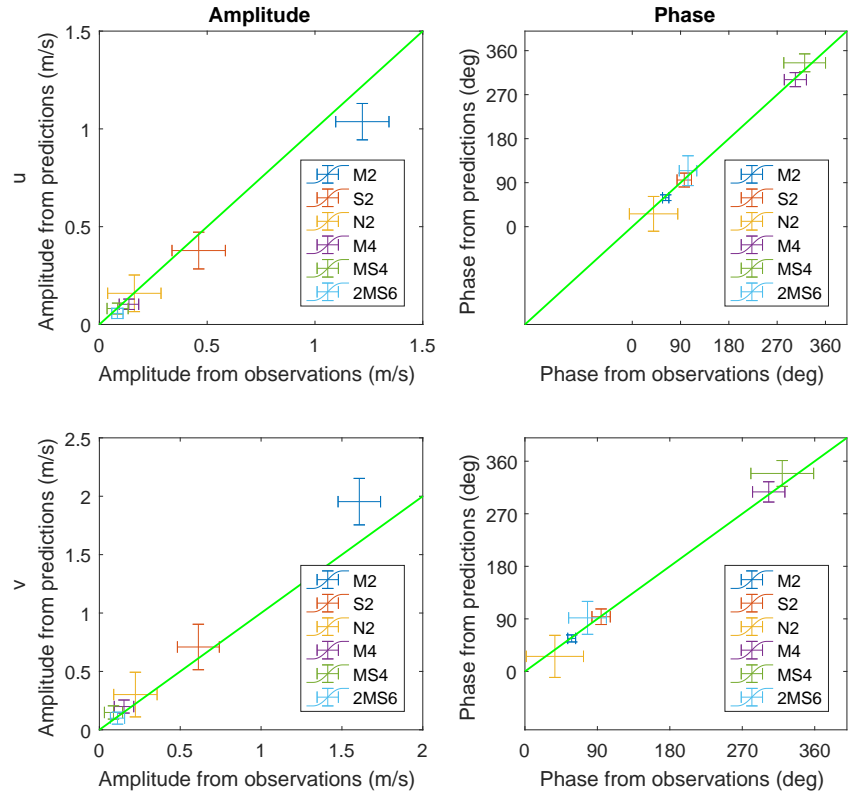 Amplitude
Phase
1.5
1
0.5
0
u
Amplitude from predictions (m/s)
M2
S2
N2
M4
MS4
2MS6
0
0.5
1
1.5
Amplitude from observations (m/s)
360
270
180
90
0
Phase from predictions (deg)
M2
S2
N2
M4
MS4
2MS6
0
90
180
270
360
Phase from observations (deg)
2.5
2
1.5
1
0.5
0
v
Amplitude from predictions (m/s)
M2
S2
N2
M4
MS4
2MS6
0
0.5
1
1.5
2
Amplitude from observations (m/s)
360
270
180
90
0
Phase from predictions (deg)
M2
S2
N2
M4
MS4
2MS6
0
90
180
270
360
Phase from observations (deg)